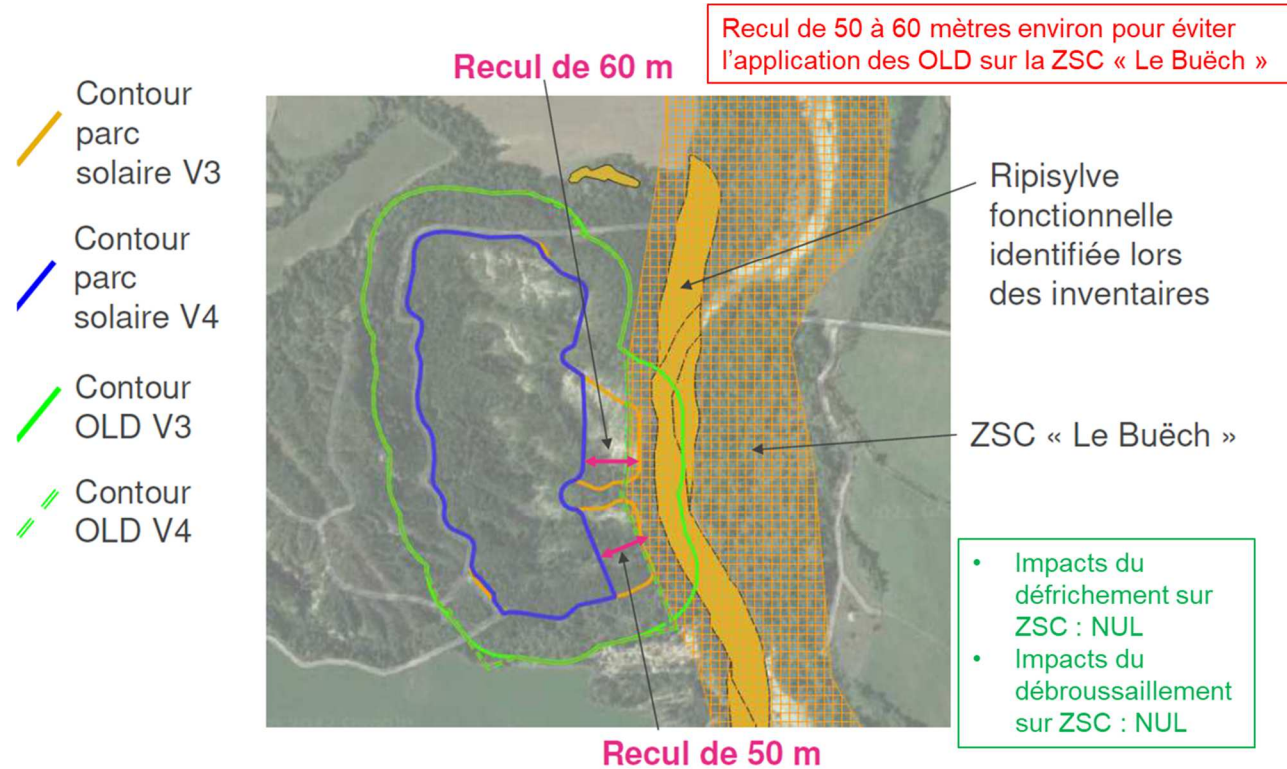 Recul de 50 à 60 mètres environ pour éviter
l’application des OLD sur la ZSC « Le Buëch »
Recul de 60 m
Contour
parc
solaire V3
Contour
parc
solaire V4
Contour
OLD V3
Contour
OLD V4
Ripisylve
fonctionnelle
identifiée lors
des inventaires
ZSC « Le Buëch »
• Impacts du
défrichement sur
ZSC : NUL
• Impacts du
débroussaillement
sur ZSC : NUL
Recul de 50 m